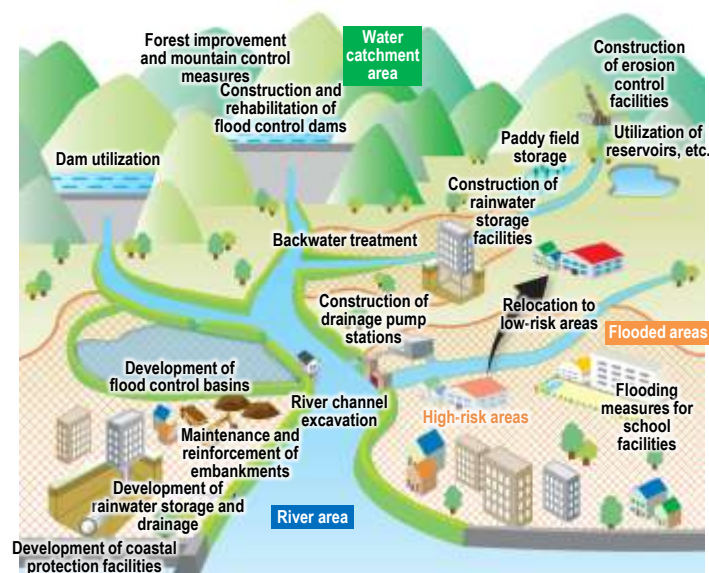 Forest improvement
and mountain control
measures
Water
catchment
area
Construction
of erosion
control
facilities
Construction and
rehabilitation of
flood control dams
Dam utilization
Paddy field
storage
Utilization of
reservoirs, etc.
Construction of
rainwater
storage
facilities
Backwater treatment
Construction of
drainage pump
stations
Relocation to
low-risk areas
Flooded areas
Development of
flood control basins
River channel
excavation
High-risk areas
Flooding
measures for
school
facilities
Maintenance and
reinforcement of
embankments
Development of
rainwater storage and
drainage
River area
Development of coastal
protection facilities